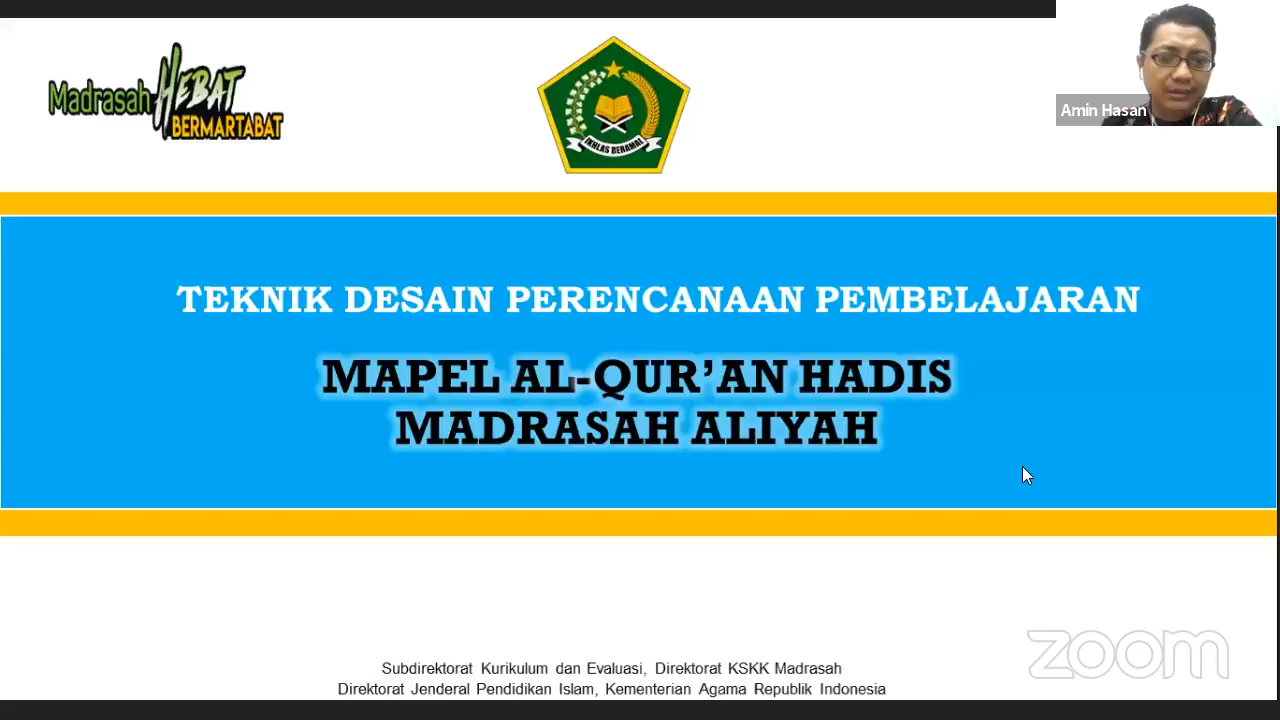 Madrasah HEBAT
BERMARTABAT
IKHLAS BERAMAL
Amin Hasan
TEKNIK DESAIN PERENCANAAN PEMBELAJARAN
MAPEL AL-QUR’AN HADIS
MADRASAH ALIYAH
zoom
Subdirektorat Kurikulum dan Evaluasi, Direktorat KSKK Madrasah
Direktorat Jenderal Pendidikan Islam, Kementerian Agama Republik Indonesia